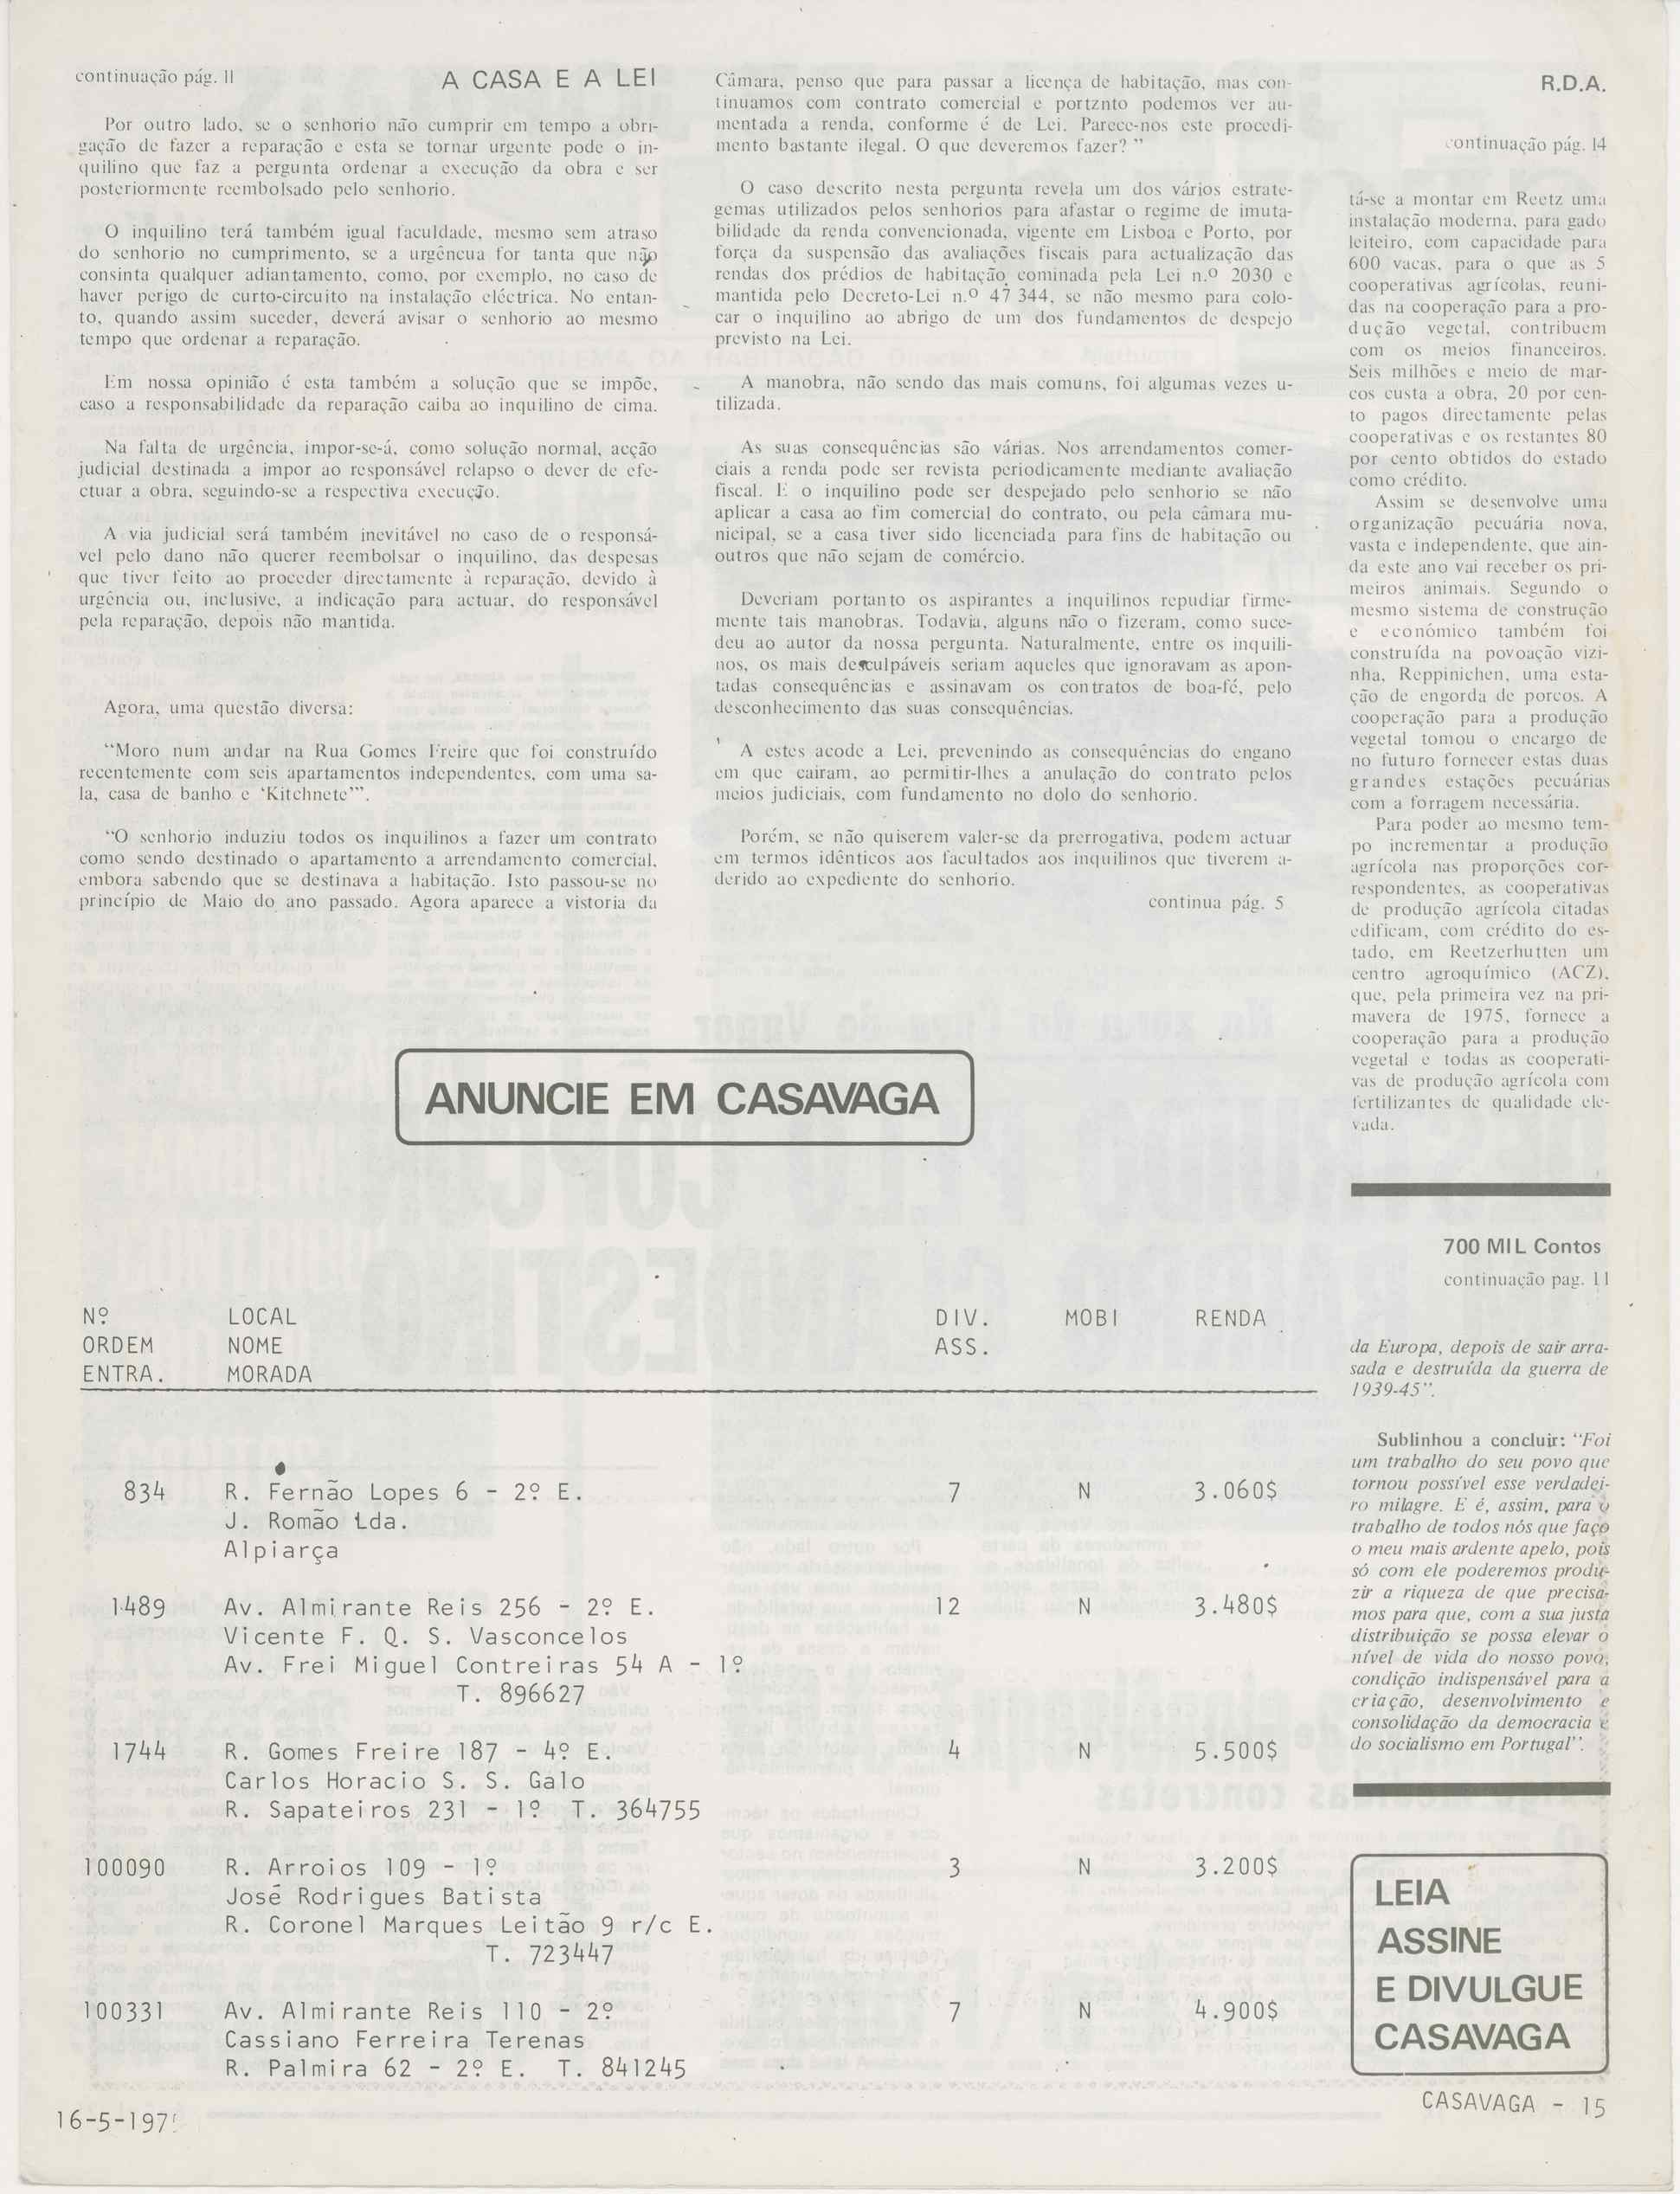 continuação pág. 11
A CASA E A LEI
Por outro lado, se o senhorio não cumprir em tempo a obri-
gação de fazer a reparação e esta se tornar urgente pode o in-
quilino que faz a pergunta ordenar a execução da obra e ser
posteriormente reembolsado pelo senhorio.
O inquilino terá também igual faculdade, mesmo sem atraso
do senhorio no cumprimento, se a urgêncua for tanta que não
consinta qualquer adiantamento, como, por exemplo, no caso de
haver perigo de curto-circuito na instalação eléctrica. No entan-
to, quando assim suceder, deverá avisar o senhorio ao mesmo
tempo que ordenar a reparação.
Em nossa opinião é esta também a solução que se impõe,
caso a responsabilidade da reparação caiba ao inquilino de cima.
Na falta de urgência, impor-se-á, como solução normal, acção
judicial destinada a impor ao responsável relapso o dever de efe-
ctuar a obra, seguindo-se a respectiva execução.
A via judicial será também inevitável no caso de o responsá-
vel pelo dano não querer reembolsar o inquilino, das despesas
que tiver feito ao proceder directamente à reparação, devido à
urgência ou, inclusive, a indicação para actuar, do responsável
pela reparação, depois não mantida.
Agora, uma questão diversa:
“Moro num andar na Rua Gomes Freire que foi construído
recentemente com seis apartamentos independentes, com uma sa-
la, casa de banho e ‘Kitchnete’”.
“O senhorio induziu todos os inquilinos a fazer um contrato
como sendo destinado o apartamento a arrendamento comercial,
embora sabendo que se destinava a habitação. Isto passou-se no
princípio de Maio do ano passado. Agora aparece a vistoria da
Câmara, penso que para passar a licença de habitação, mas con-
tinuamos com contrato comercial e portznto podemos ver au-
mentada a renda, conforme é de Lei. Parece-nos este procedi-
mento bastante ilegal. O que deveremos fazer? ”
O caso descrito nesta pergunta revela um dos vários estrate-
gemas utilizados pelos senhorios para afastar o regime de imuta-
bilidade da renda convencionada, vigente em Lisboa e Porto, por
força da suspensão das avaliações fiscais para actualização das
rendas dos prédios de habitação cominada pela Lei n.º 2030 e
mantida pelo Decreto-Lei n.º 47 344, se não mesmo para colo-
car o inquilino ao abrigo de um dos fundamentos de despejo
previsto na Lei.
A manobra, não sendo das mais comuns, foi algumas vezes u-
tilizada.
As suas consequências são várias. Nos arrendamentos comer-
ciais a renda pode ser revista periodicamente mediante avaliação
fiscal. E o inquilino pode ser despejado pelo senhorio se não
aplicar a casa ao fim comercial do contrato, ou pela câmara mu-
nicipal, se a casa tiver sido licenciada para fins de habitação ou
outros que não sejam de comércio.
Deveriam portanto os aspirantes a inquilinos repudiar firme-
mente tais manobras. Todavia, alguns não o fizeram, como suce-
deu ao autor da nossa pergunta. Naturalmente, entre os inquili-
nos, os mais desculpáveis seriam aqueles que ignoravam as apon-
tadas consequências e assinavam os contratos de boa-fé, pelo
desconhecimento das suas consequências.
A estes acode a Lei, prevenindo as consequências do engano
em que cairam, ao permitir-lhes a anulação do contrato pelos
meios judiciais, com fundamento no dolo do senhorio.
Porém, se não quiserem valer-se da prerrogativa, podem actuar
em termos idênticos aos facultados aos inquilinos que tiverem a-
derido ao expediente do senhorio.
continua pág. 5
R.D.A.
continuação pág. 14
tá-se a montar em Reetz uma
instalação moderna, para gado
leiteiro, com capacidade para
600 vacas, para o que as 5
cooperativas agrícolas, reuni-
das na cooperação para a pro-
dução vegetal, contribuem
com os meios financeiros.
Seis milhões e meio de mar-
cos custa a obra, 20 por cen-
to pagos directamente pelas
cooperativas e os restantes 80
por cento obtidos do estado
como crédito.
Assim se desenvolve uma
organização pecuária nova,
vasta e independente, que ain-
da este ano vai receber os pri-
meiros animais. Segundo o
mesmo sistema de construção
e económico também foi
construída na povoação vizi-
nha, Reppinichen, uma esta-
ção de engorda de porcos. A
cooperação para a produção
vegetal tomou o encargo de
no futuro fornecer estas duas
grandes estações pecuárias
com a forragem necessária.
Para poder ao mesmo tem-
po incrementar a produção
agrícola nas proporções cor-
respondentes, as cooperativas
de produção agrícola citadas
edificam, com crédito do es-
tado, em Reetzerhutten um
centro agroquímico (ACZ),
que, pela primeira vez na pri-
mavera de 1975, fornece a
cooperação para a produção
vegetal e todas as cooperati-
vas de produção agrícola com
fertilizantes de qualidade ele-
vada.
ANUNCIE EM CASAVAGA
700 MIL Contos
continuação pag. 11
da Europa, depois de sair arra-
sada e destruída da guerra de
1939-45”.
Sublinhou a concluir: “Foi
um trabalho do seu povo que
tornou possível esse verdadei-
ro milagre. E é, assim, para o
trabalho de todos nós que faço
o meu mais ardente apelo, pois
só com ele poderemos produ-
zir a riqueza de que precisa-
mos para que, com a sua justa
distribuição se possa elevar o
nível de vida do nosso povo,
condição indispensável para a
criação, desenvolvimento e
consolidação da democracia e
do socialismo em Portugal”.
Nº LOCAL DIV. MOBI RENDA
ORDEM NOME ASS.
ENTRA. MORADA
834 R. Fernão Lopes 6 - 2º E. 7 N 3.060$
J. Romão Lda.
Alpiarça
1489 Av. Almirante Reis 256 - 2º E. 12 N 3.480$
Vicente F. Q. S. Vasconcelos
Av. Frei Miguel Contreiras 54 A - 1º
T. 896627
1744 R. Gomes Freire 187 - 4º E. 4 N 5.500$
Carlos Horacio S. S. Galo
R. Sapateiros 231 - 1º T. 364755
100090 R. Arroios 109 - 1º 3 N 3.200$
José Rodrigues Batista
R. Coronel Marques Leitão 9 r/c E.
T. 723447
100331 Av. Almirante Reis 110 - 2º 7 N 4.900$
Cassiano Ferreira Terenas
R. Palmira 62 - 2º E. T. 841245
LEIA
ASSINE
E DIVULGUE
CASAVAGA
16-5-197
CASAVAGA - 15